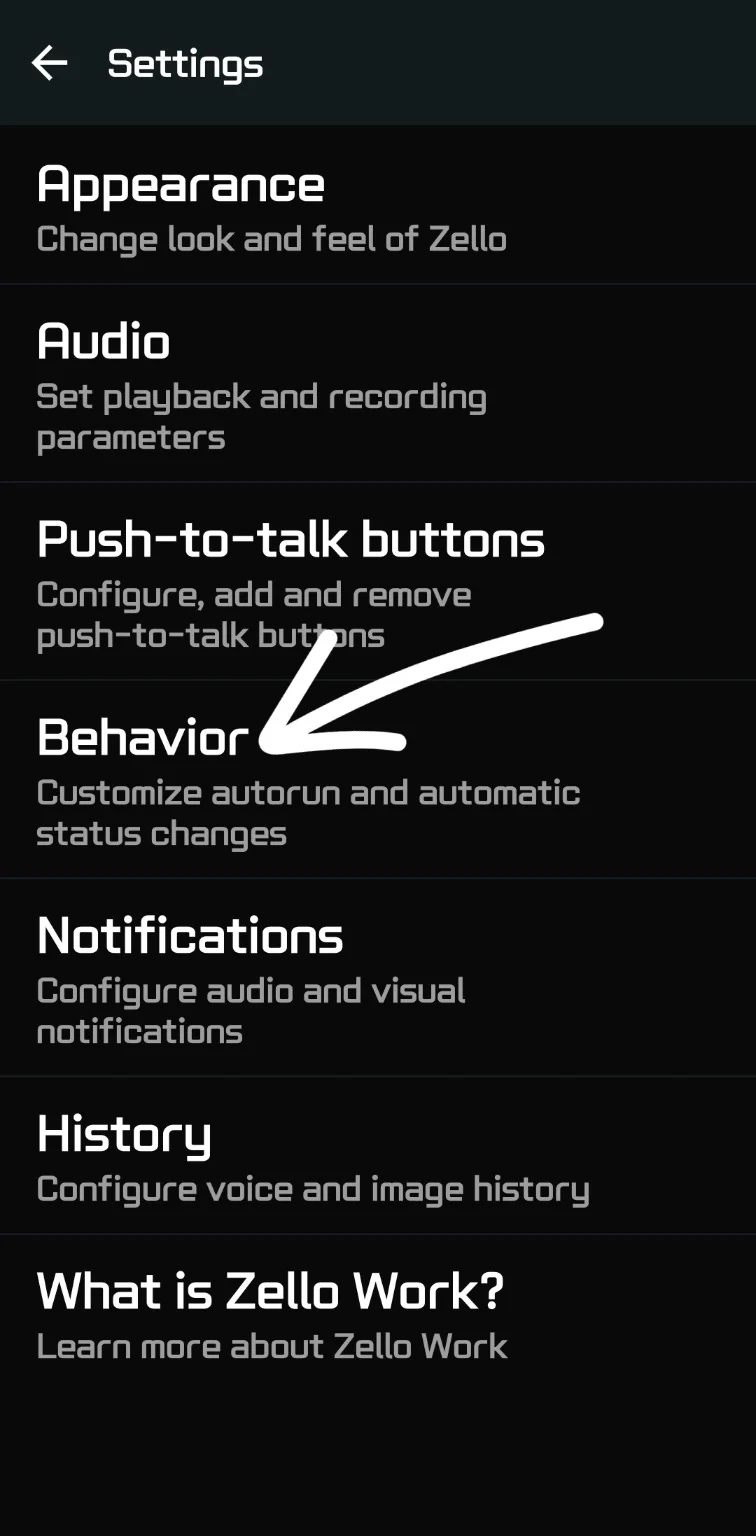 Settings
Appearance
Change look and feel of Zello
Audio
Set playback and recording
parameters
Push-to-talk buttons
Configure, add and remove
push-to-talk buttons
Behavior
Customize autorun and automatic
status changes
Notifications
Configure audio and visual
notifications
History
Configure voice and image history
What is Zello Work?
Learn more about Zello Work